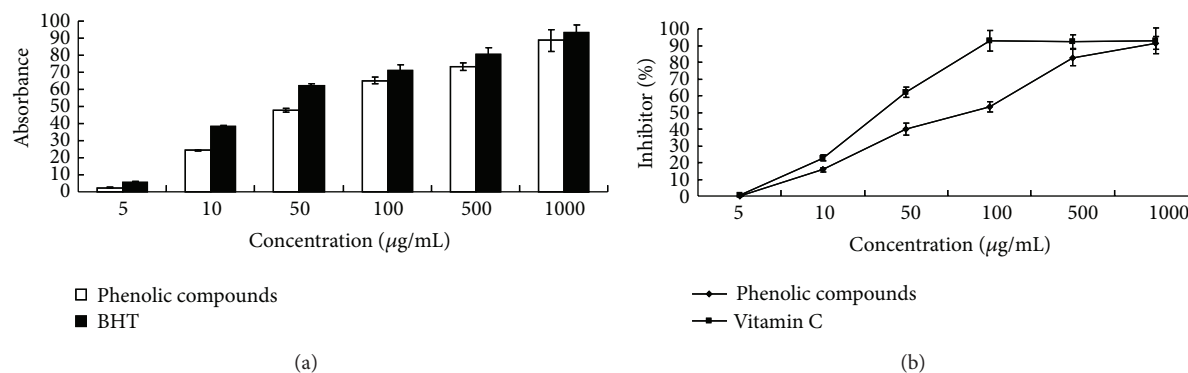 100
90
80
70
60
50
40
30
20
10
0
Absorbance
5 10 50 100 500 1000
Concentration (μg/mL)
Phenolic compounds
BHT
(a)
100
90
80
70
60
50
40
30
20
10
0
Inhibitor (%)
5 10 50 100 500 1000
Concentration (μg/mL)
Phenolic compounds
Vitamin C
(b)